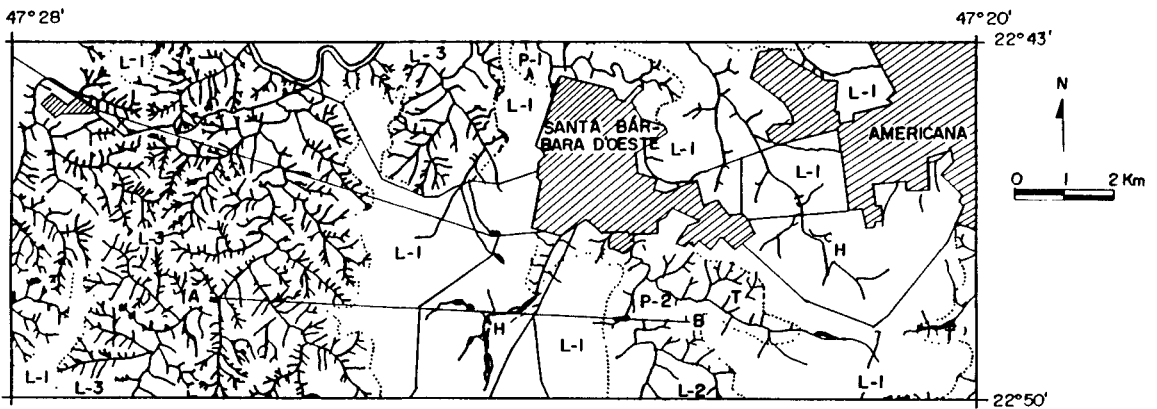 47°28'
47°20'
22°43'
L-1
L-3
P-1
L-1
L-1
N
SANTA BÁR-
BARA D'OESTE
AMERICANA
L-1
L-1
0 1 2 Km
L-3
L-1
H
A
P-2
T
H
B
L-1
L-1
L-3
L-2
L-1
22°50'